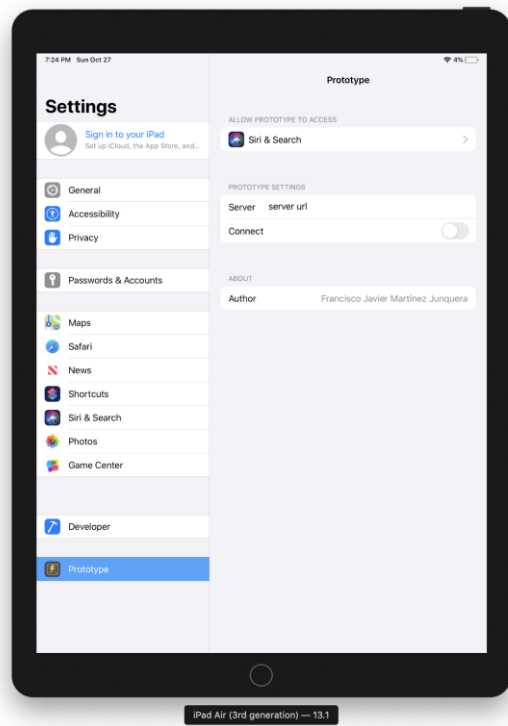 7:24 PM Sun Oct 27
4%
Settings
Sign in to your iPad
Set up iCloud, the App Store, and...
General
Accessibility
Privacy
Passwords & Accounts
Maps
Safari
News
Shortcuts
Siri & Search
Photos
Game Center
Developer
Prototype
Prototype
ALLOW PROTOTYPE TO ACCESS
Siri & Search
PROTOTYPE SETTINGS
Server server url
Connect
ABOUT
Author Francisco Javier Martínez Junquera
iPad Air (3rd generation) — 13.1